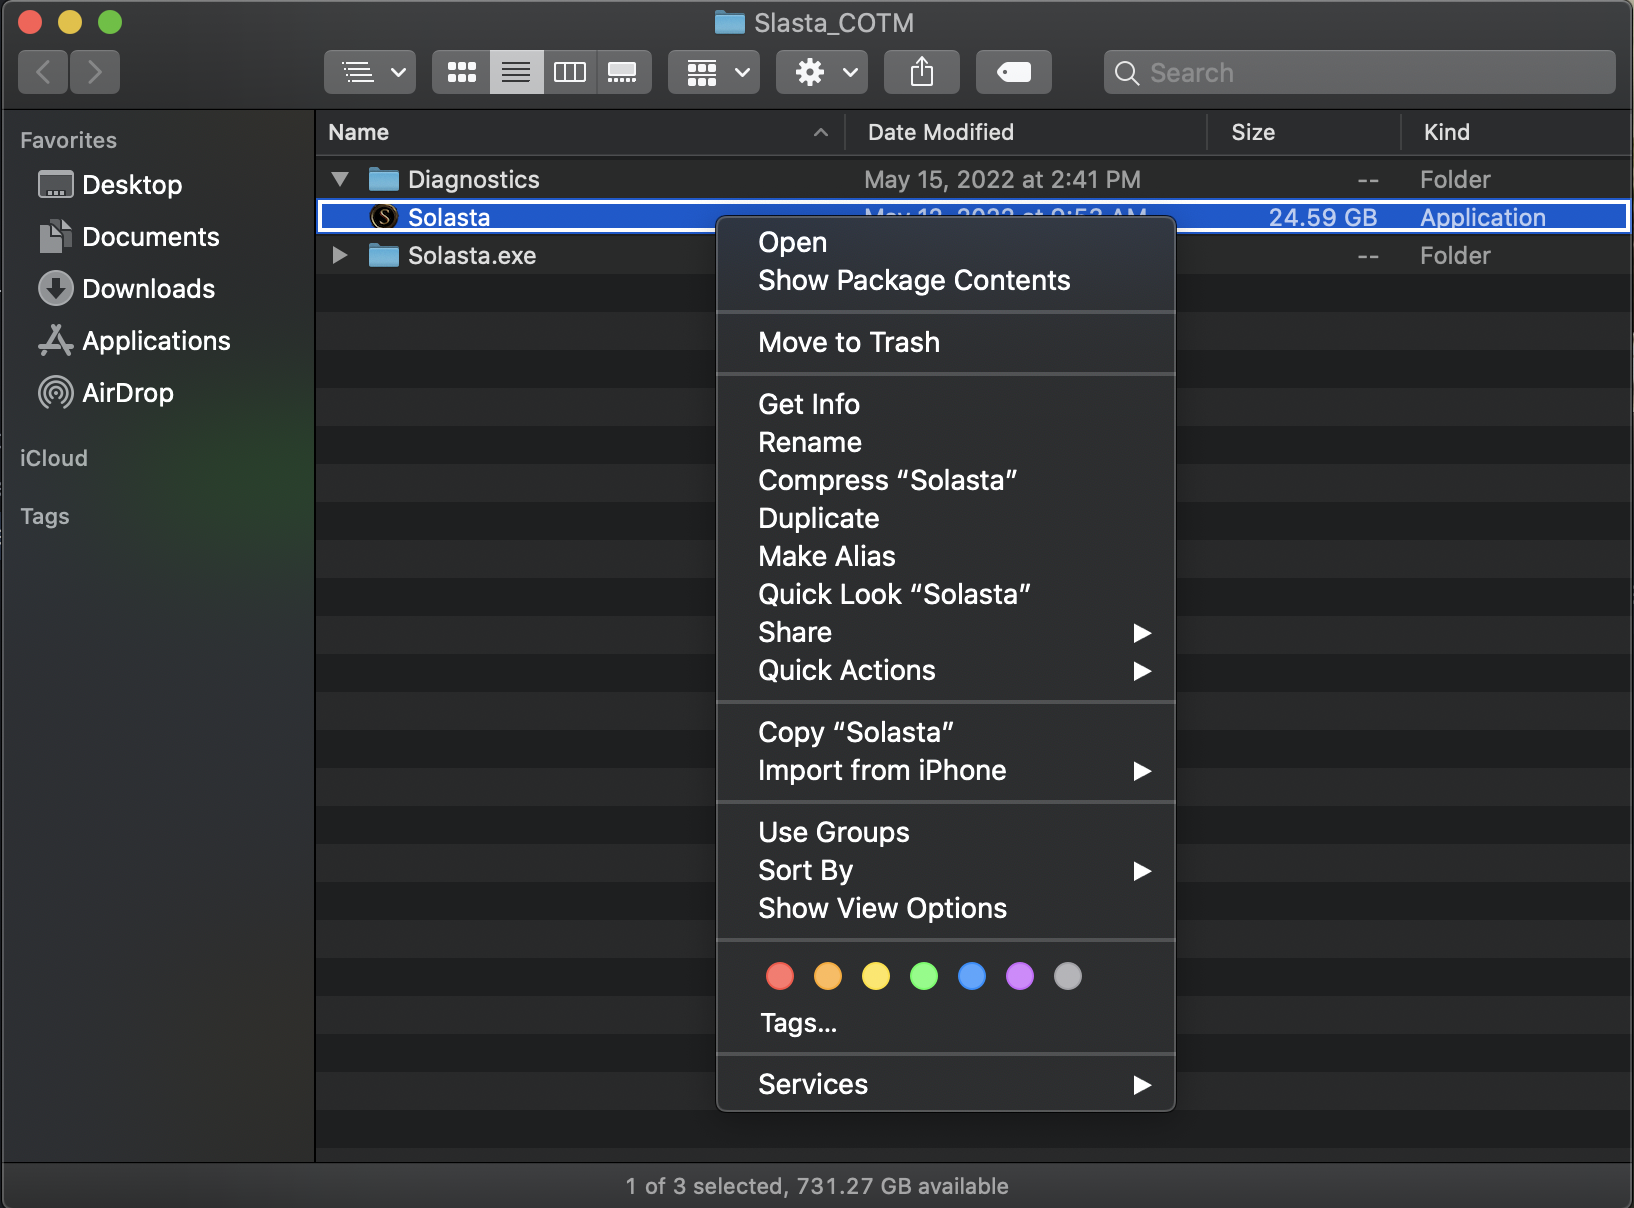 Slasta_COTM
Search
Favorites
Desktop
Documents
Downloads
Applications
AirDrop
iCloud
Tags
Name Date Modified Size Kind
Diagnostics May 15, 2022 at 2:41 PM -- Folder
Solasta 24.59 GB Application
Solasta.exe -- Folder
Open
Show Package Contents
Move to Trash
Get Info
Rename
Compress “Solasta”
Duplicate
Make Alias
Quick Look “Solasta”
Share
Quick Actions
Copy “Solasta”
Import from iPhone
Use Groups
Sort By
Show View Options
Tags...
Services
1 of 3 selected, 731.27 GB available